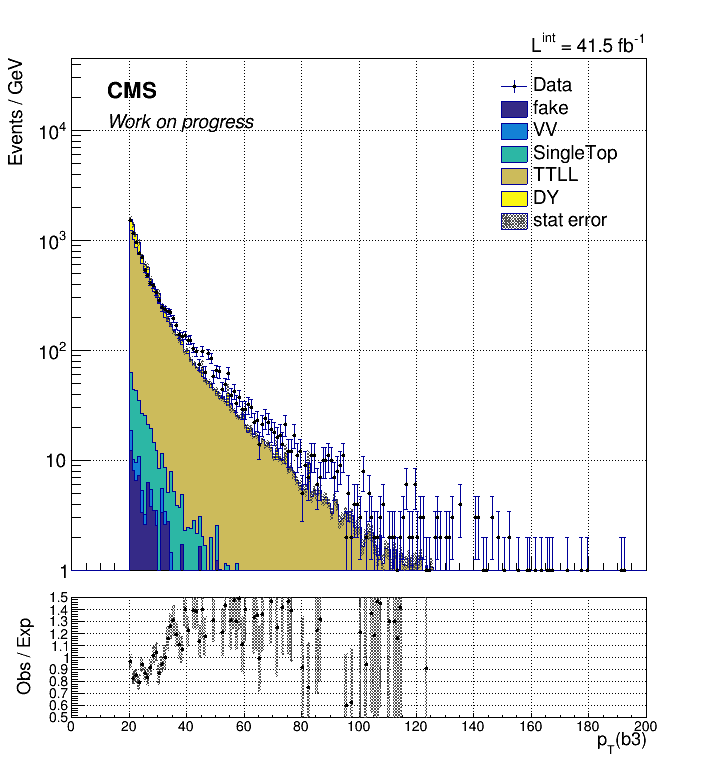 L^int = 41.5 fb^-1
Events / GeV
CMS
Work on progress
Data
fake
VV
SingleTop
TTLL
DY
stat error
10^4
10^3
10^2
10
1
Obs / Exp
1.5
1.4
1.3
1.2
1.1
1
0.9
0.8
0.7
0.6
0.5
0 20 40 60 80 100 120 140 160 180 200
p_T(b3)